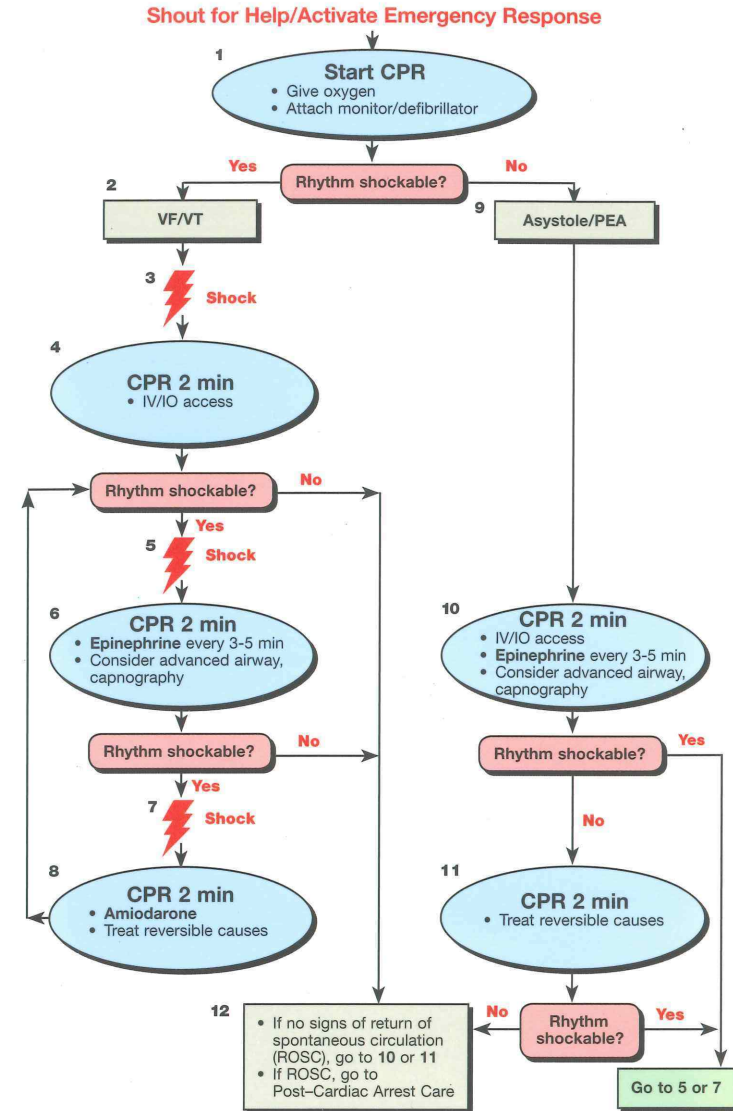 Shout for Help/Activate Emergency Response
1
Start CPR
• Give oxygen
• Attach monitor/defibrillator
Yes
Rhythm shockable?
No
2
VF/VT
9
Asystole/PEA
3
Shock
4
CPR 2 min
• IV/IO access
Rhythm shockable?
No
Yes
5
Shock
6
CPR 2 min
• Epinephrine every 3-5 min
• Consider advanced airway,
capnography
Rhythm shockable?
No
Yes
7
Shock
8
CPR 2 min
• Amiodarone
• Treat reversible causes
10
CPR 2 min
• IV/IO access
• Epinephrine every 3-5 min
• Consider advanced airway,
capnography
Rhythm shockable?
Yes
No
11
CPR 2 min
• Treat reversible causes
No
Rhythm
shockable?
Yes
12
• If no signs of return of
spontaneous circulation
(ROSC), go to 10 or 11
• If ROSC, go to
Post–Cardiac Arrest Care
Go to 5 or 7